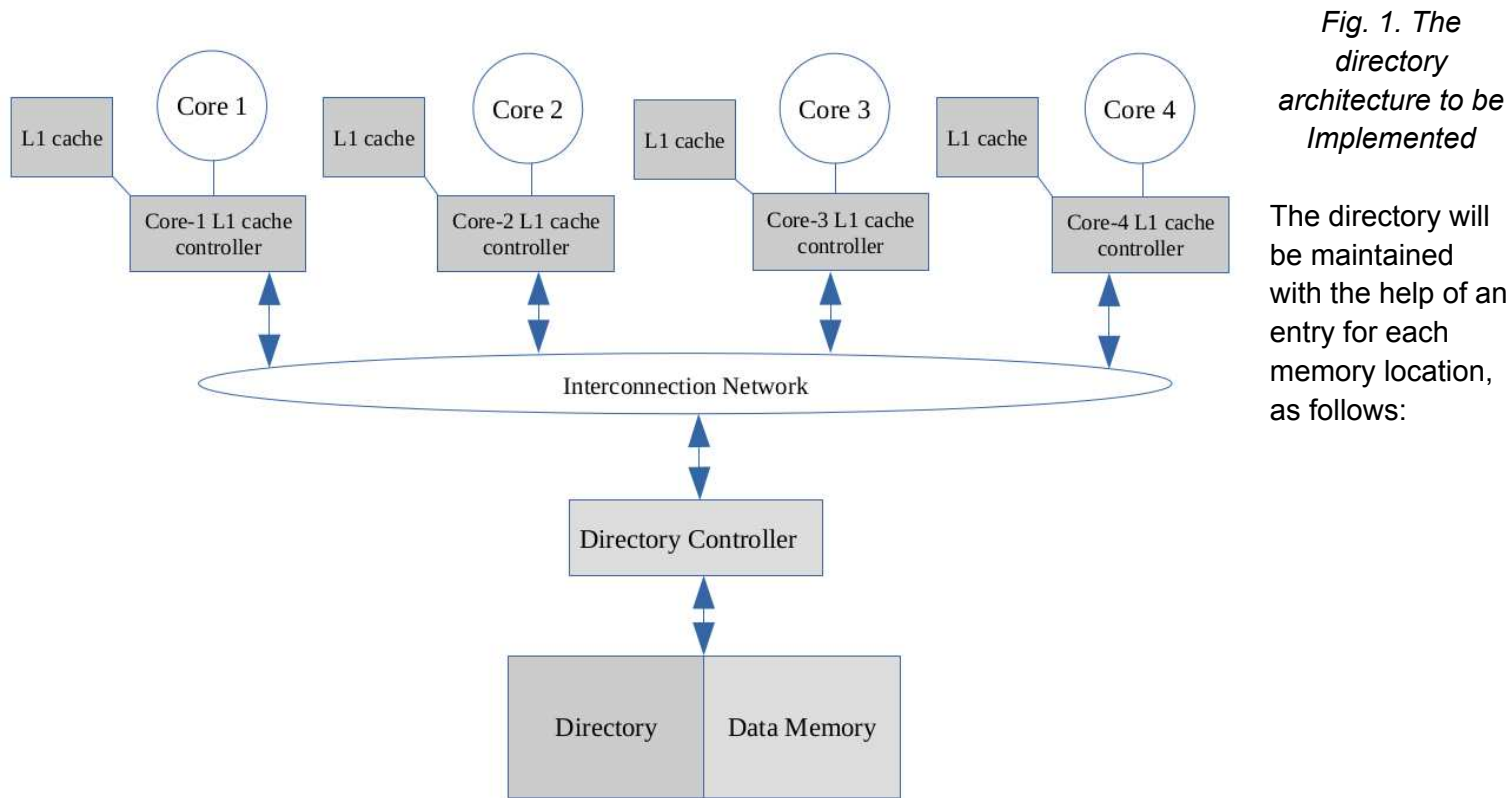 Fig. 1. The
directory
architecture to be
Implemented
Core 1
Core 2
Core 3
Core 4
L1 cache
L1 cache
L1 cache
L1 cache
Core-1 L1 cache
controller
Core-2 L1 cache
controller
Core-3 L1 cache
controller
Core-4 L1 cache
controller
The directory will
be maintained
with the help of an
entry for each
memory location,
as follows:
Interconnection Network
Directory Controller
Directory
Data Memory